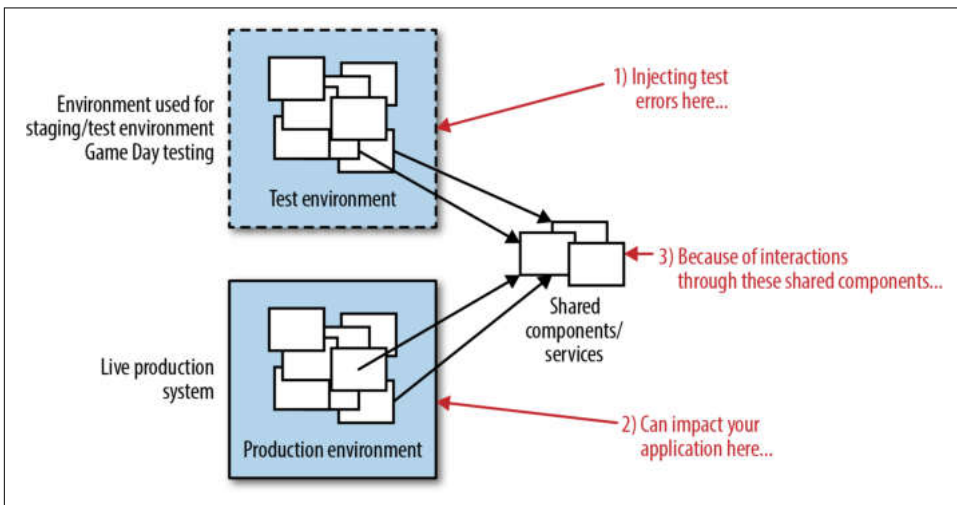 Environment used for
staging/test environment
Game Day testing
Test environment
1) Injecting test
errors here...
3) Because of interactions
through these shared components...
Shared
components/
services
Live production
system
Production environment
2) Can impact your
application here...